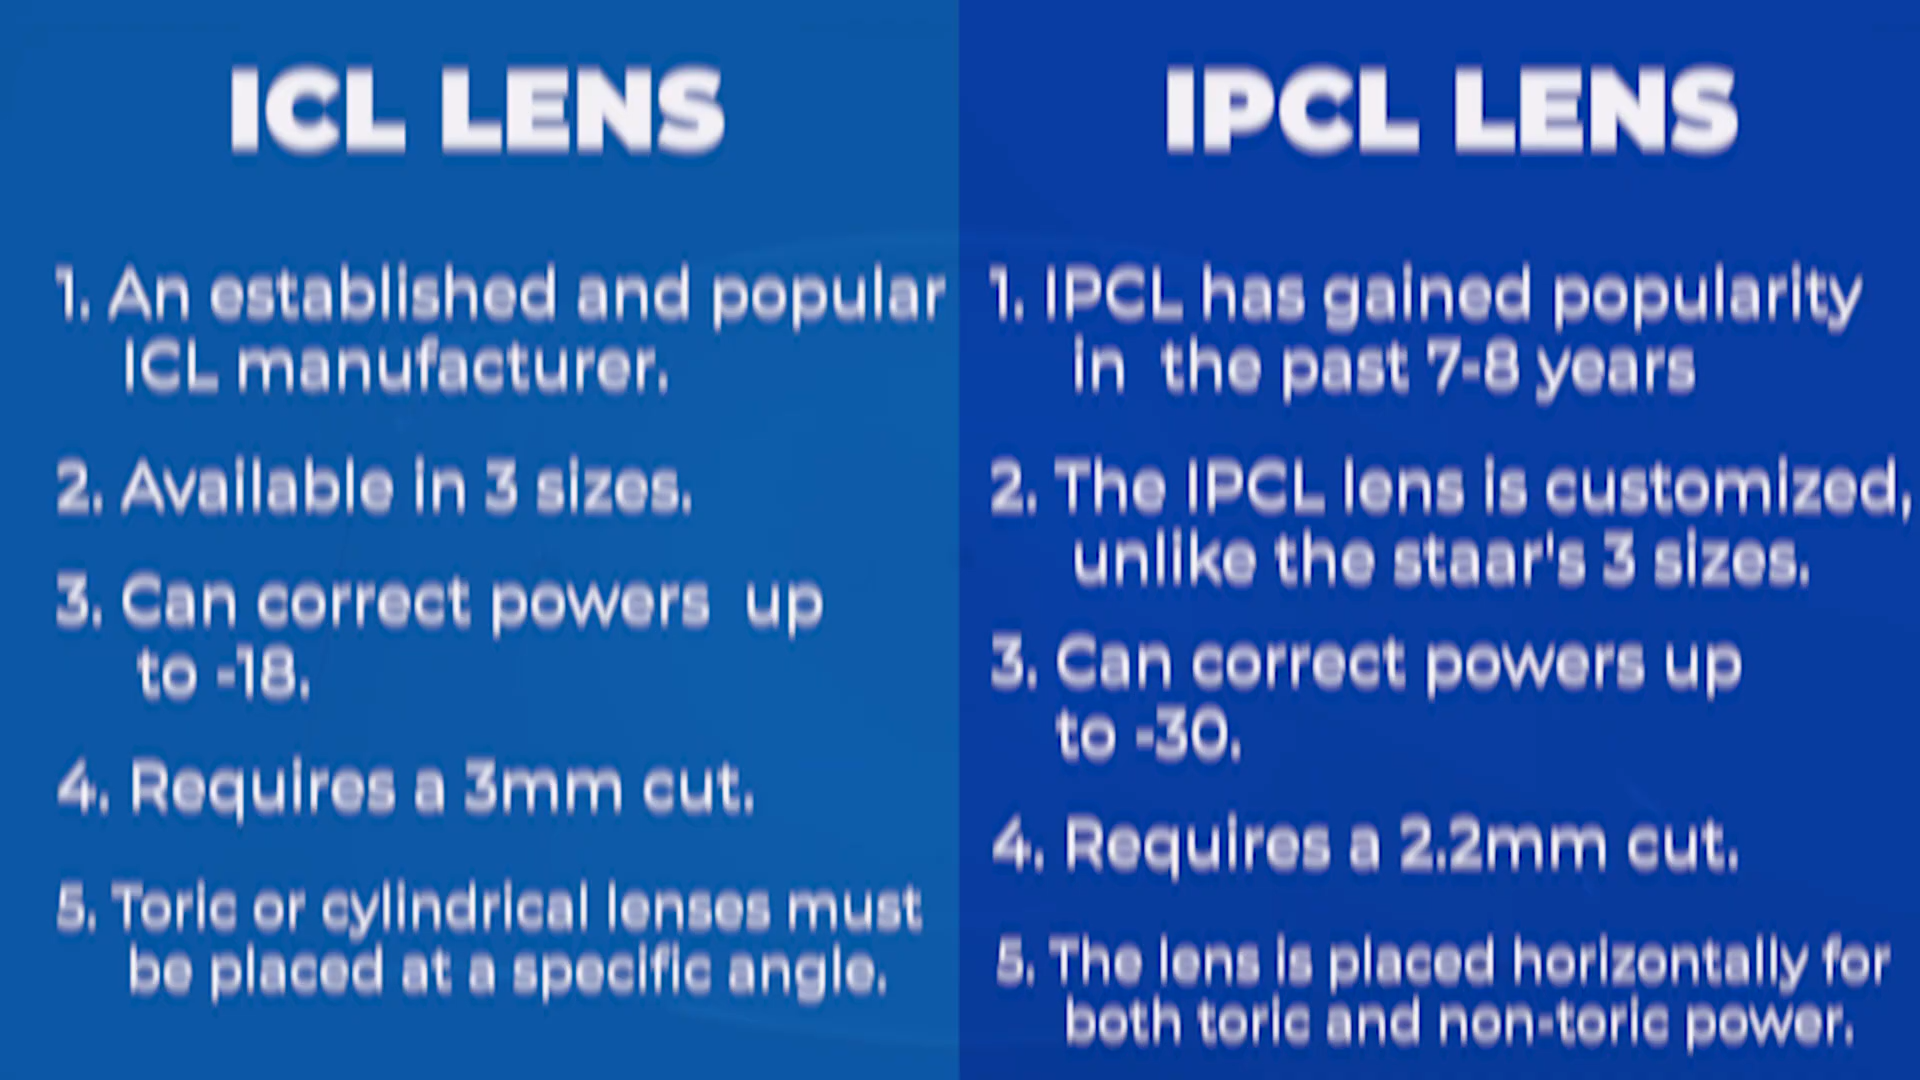 ICL LENS
1. An established and popular
ICL manufacturer.
2. Available in 3 sizes.
3. Can correct powers up
to -18.
4. Requires a 3mm cut.
5. Toric or cylindrical lenses must
be placed at a specific angle.
IPCL LENS
1. IPCL has gained popularity
in the past 7-8 years
2. The IPCL lens is customized,
unlike the staar's 3 sizes.
3. Can correct powers up
to -30.
4. Requires a 2.2mm cut.
5. The lens is placed horizontally for
both toric and non-toric power.